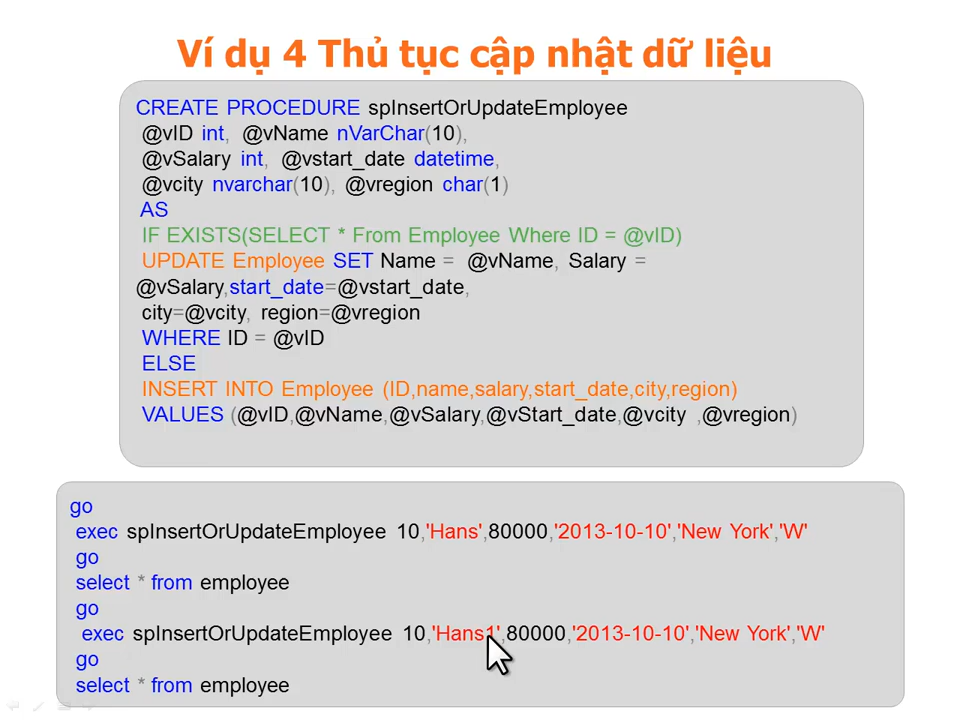 Ví dụ 4 Thủ tục cập nhật dữ liệu
CREATE PROCEDURE spInsertOrUpdateEmployee
@vID int, @vName nVarChar(10),
@vSalary int, @vstart_date datetime,
@vcity nvarchar(10), @vregion char(1)
AS
IF EXISTS(SELECT * From Employee Where ID = @vID)
UPDATE Employee SET Name = @vName, Salary =
@vSalary,start_date=@vstart_date,
city=@vcity, region=@vregion
WHERE ID = @vID
ELSE
INSERT INTO Employee (ID,name,salary,start_date,city,region)
VALUES (@vID,@vName,@vSalary,@vStart_date,@vcity ,@vregion)
go
exec spInsertOrUpdateEmployee 10,'Hans',80000,'2013-10-10','New York','W'
go
select * from employee
go
exec spInsertOrUpdateEmployee 10,'Hans1',80000,'2013-10-10','New York','W'
go
select * from employee